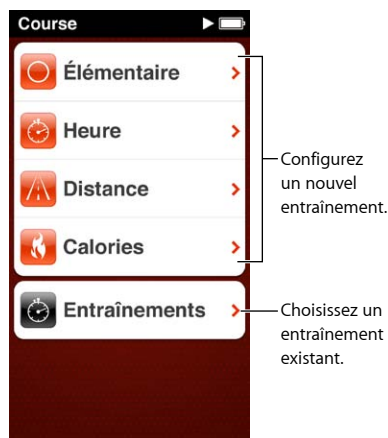 Course
Élémentaire
Heure
Distance
Calories
Entraînements
Configurez
un nouvel
entraînement.
Choisissez un
entraînement
existant.